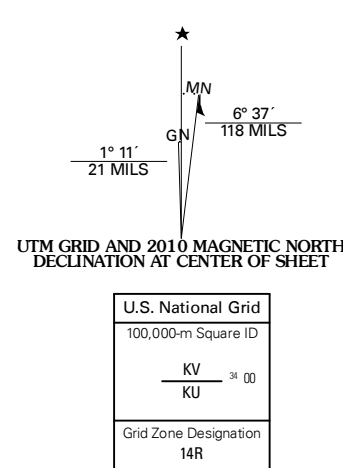 ★
MN
6° 37´
118 MILS
GN
1° 11´
21 MILS
UTM GRID AND 2010 MAGNETIC NORTH
DECLINATION AT CENTER OF SHEET
U.S. National Grid
100,000-m Square ID
KV
34 00
KU
Grid Zone Designation
14R